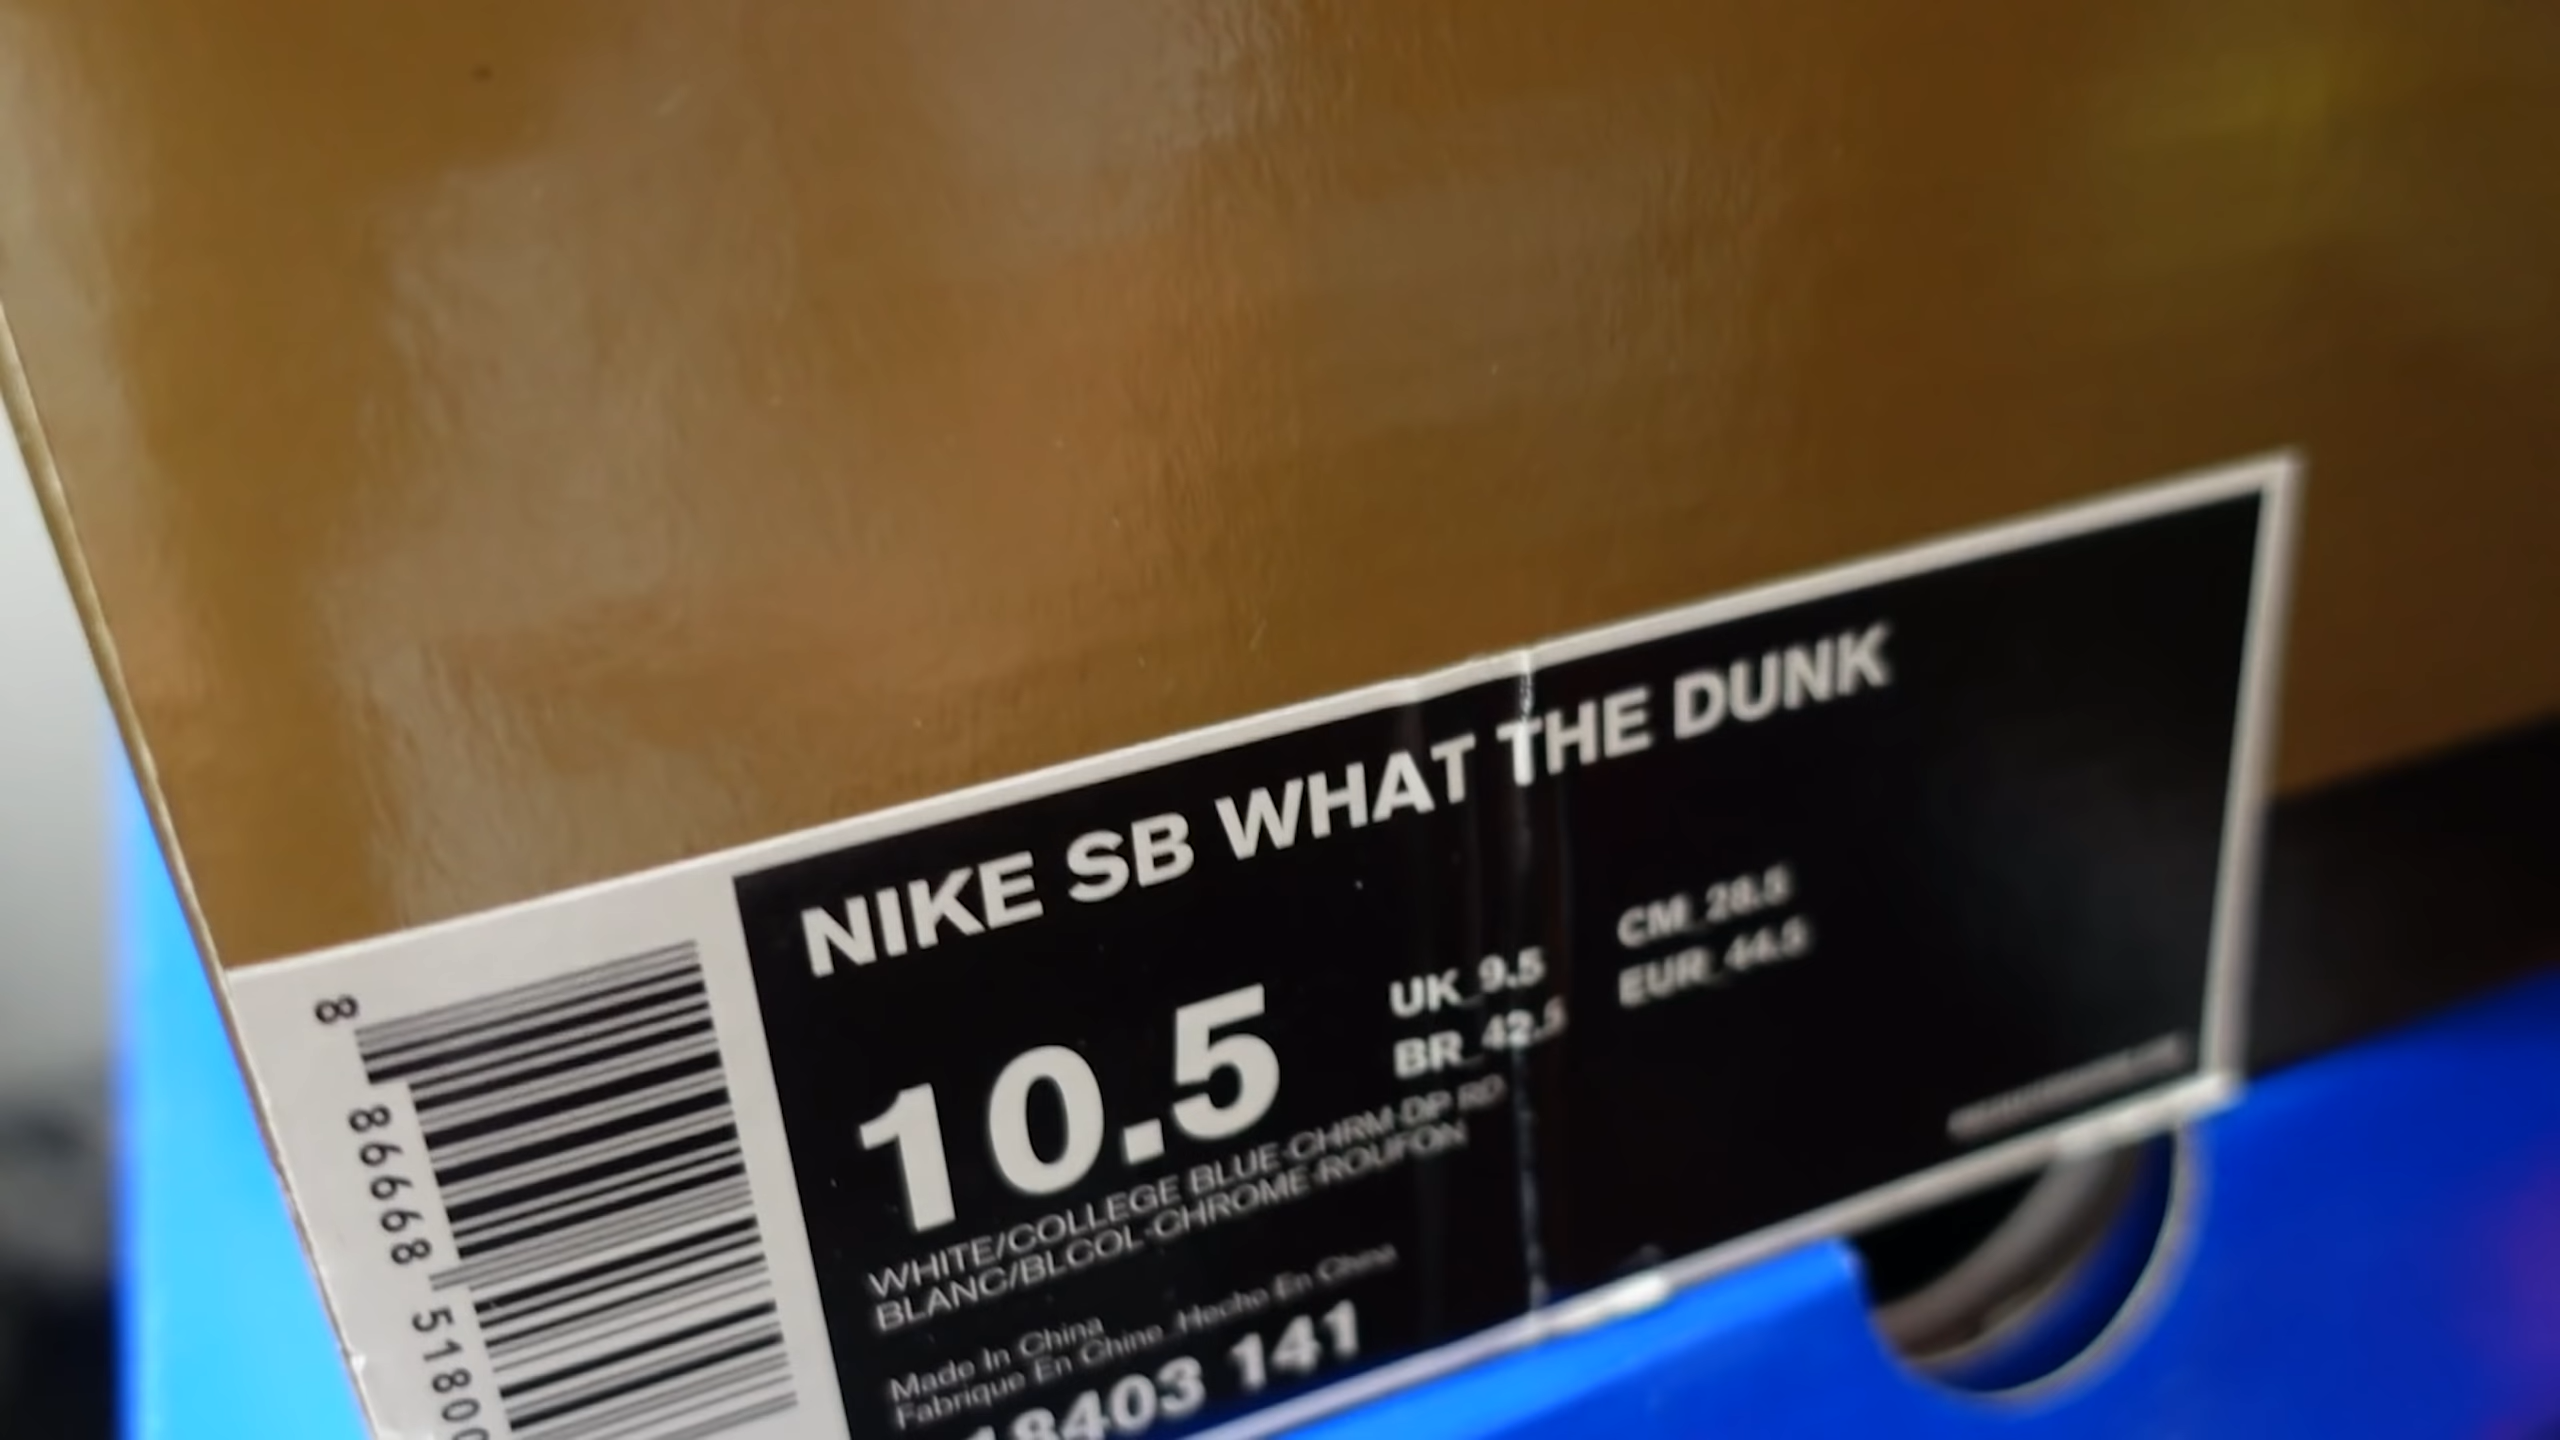 NIKE SB WHAT THE DUNK
10.5
UK_9.5
BR_42.5
CM_28.5
EUR_44.5
WHITE/COLLEGE BLUE-CHRM-DP RD
BLANC/BLCOL-CHROME-ROUFON
Made In China
Fabrique En Chine Hecho En China
18403 141
8 86668 51800